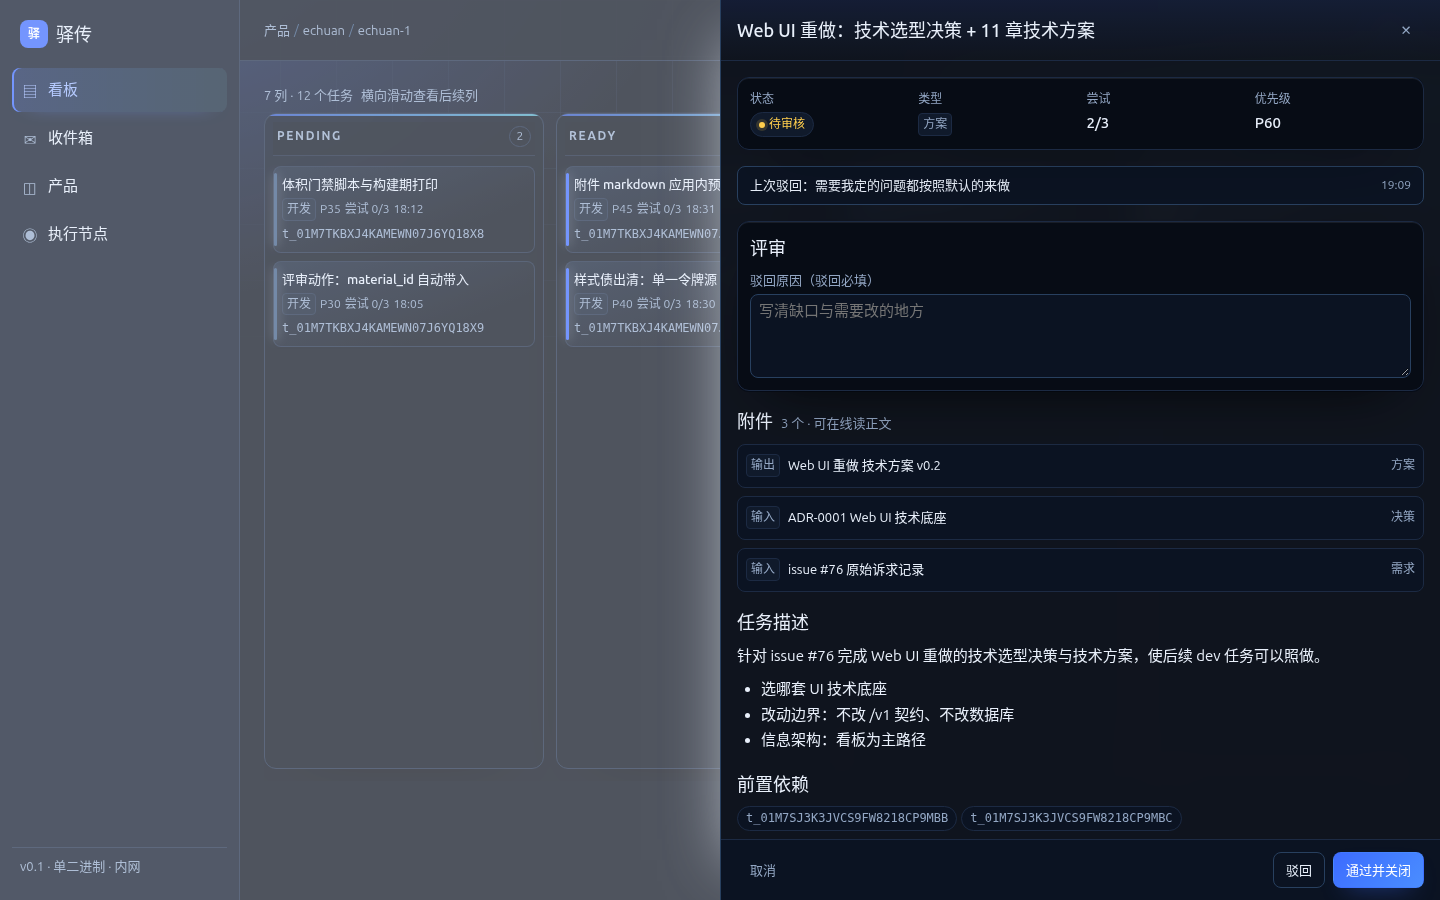 驿 驿传
看板
收件箱
产品
执行节点
v0.1 · 单二进制 · 内网
产品 / echuan / echuan-1
7 列 · 12 个任务 横向滑动查看后续列
PENDING 2
体积门禁脚本与构建期打印
开发 P35 尝试 0/3 18:12
t_01M7TKBXJ4KAMEWN07J6YQ18X8
评审动作：material_id 自动带入
开发 P30 尝试 0/3 18:05
t_01M7TKBXJ4KAMEWN07J6YQ18X9
READY
附件 markdown 应用内预
开发 P45 尝试 0/3 18:31
t_01M7TKBXJ4KAMEWN07
样式债出清：单一令牌源
开发 P40 尝试 0/3 18:30
t_01M7TKBXJ4KAMEWN07
Web UI 重做：技术选型决策 + 11 章技术方案 ×
状态 类型 尝试 优先级
待审核 方案 2/3 P60
上次驳回：需要我定的问题都按照默认的来做 19:09
评审
驳回原因（驳回必填）
写清缺口与需要改的地方
附件 3 个 · 可在线读正文
输出 Web UI 重做 技术方案 v0.2 方案
输入 ADR-0001 Web UI 技术底座 决策
输入 issue #76 原始诉求记录 需求
任务描述
针对 issue #76 完成 Web UI 重做的技术选型决策与技术方案，使后续 dev 任务可以照做。
• 选哪套 UI 技术底座
• 改动边界：不改 /v1 契约、不改数据库
• 信息架构：看板为主路径
前置依赖
t_01M7SJ3K3JVCS9FW8218CP9MBB t_01M7SJ3K3JVCS9FW8218CP9MBC
取消 驳回 通过并关闭